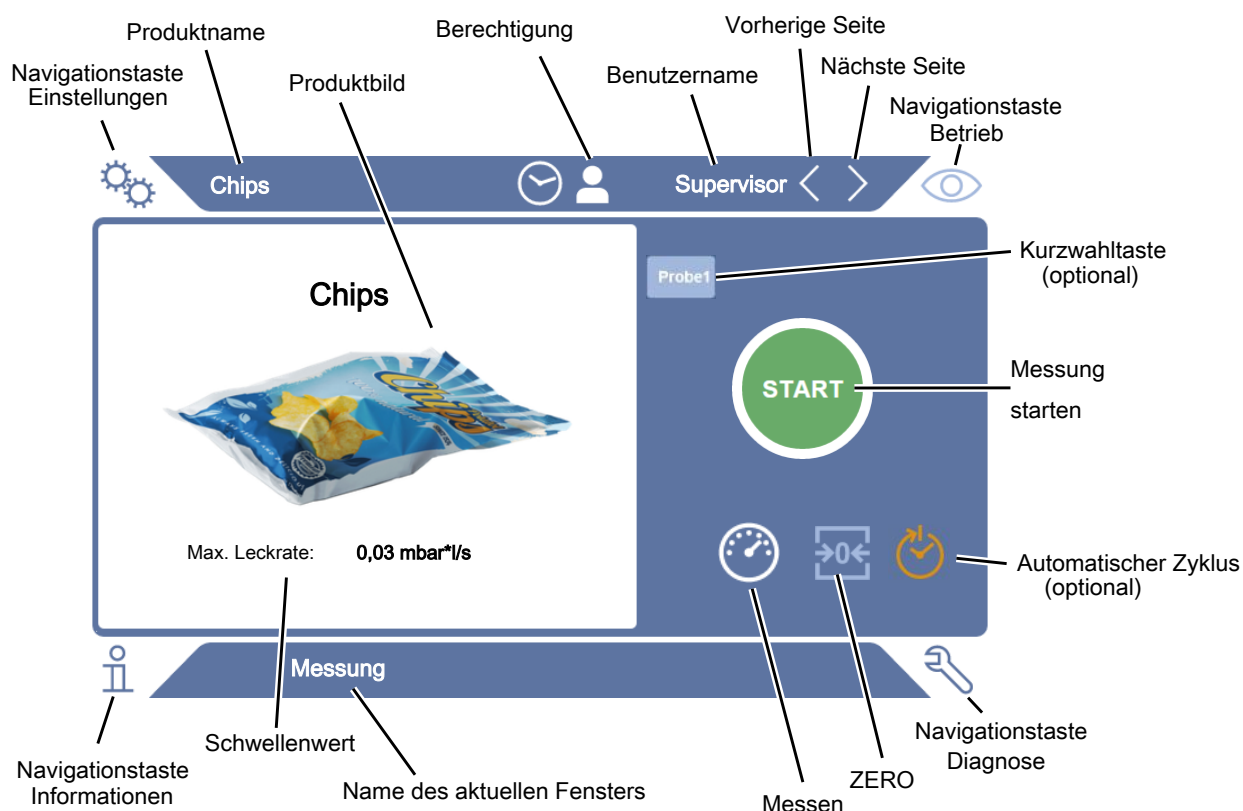 Vorherige Seite
Produktname
Berechtigung
Navigationstaste
Einstellungen
Produktbild
Benutzername
Nächste Seite
Navigationstaste
Betrieb
Chips
Supervisor
Kurzwahltaste
(optional)
Probe1
Chips
Chips
START
Messung
starten
Max. Leckrate: 0,03 mbar*l/s
→0←
Automatischer Zyklus
(optional)
Messung
Schwellenwert
Navigationstaste
Diagnose
Navigationstaste
Informationen
Name des aktuellen Fensters
ZERO
Messen